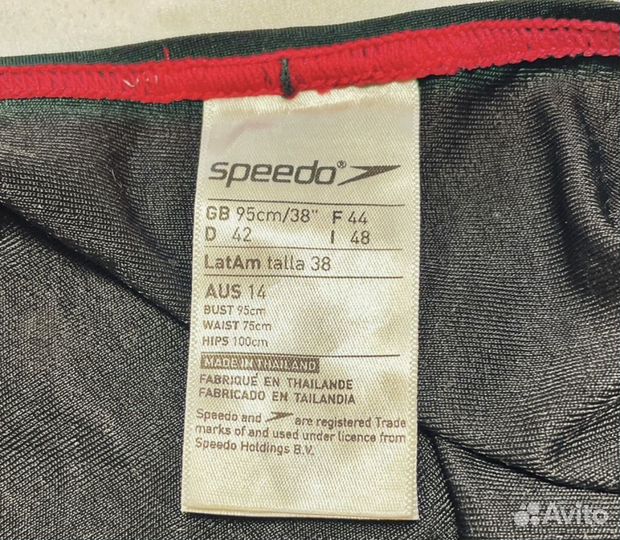 speedo®
GB 95cm/38" F 44
D 42 I 48
LatAm talla 38
AUS 14
BUST 95cm
WAIST 75cm
HIPS 100cm
MADE IN THAILAND
FABRIQUÉ EN THAILANDE
FABRICADO EN TAILANDIA
Speedo and are registered Trade
marks of and used under licence from
Speedo Holdings B.V.
Avito